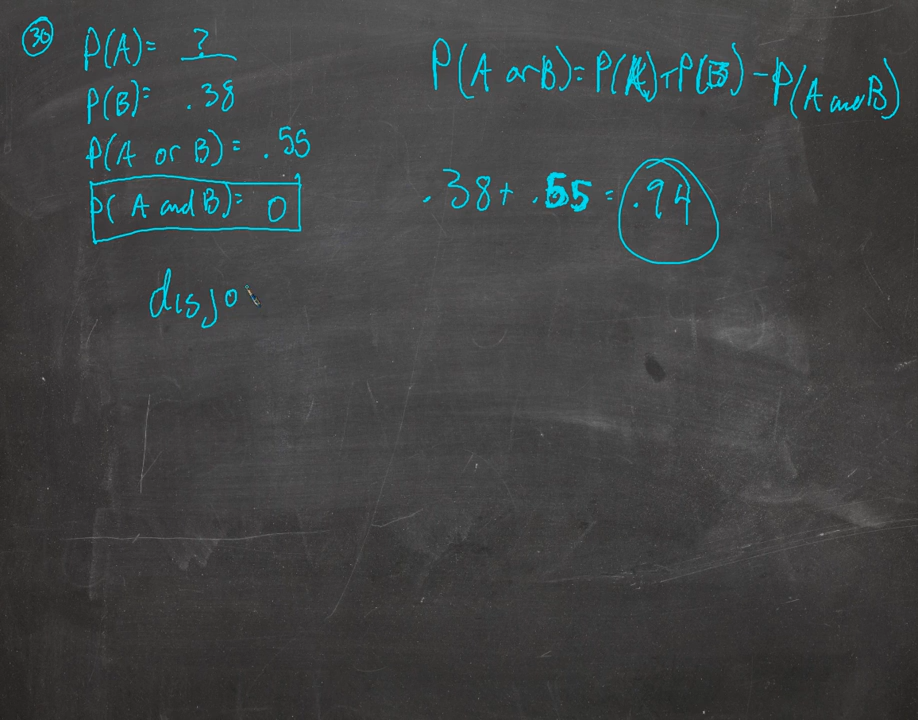 30
P(A)= ?
P(B)= .38
P(A or B)= .55
P( A and B)= 0
disjo
P(A or B)= P(A)+P(B)-P(A and B)
.38+ .55 = .94